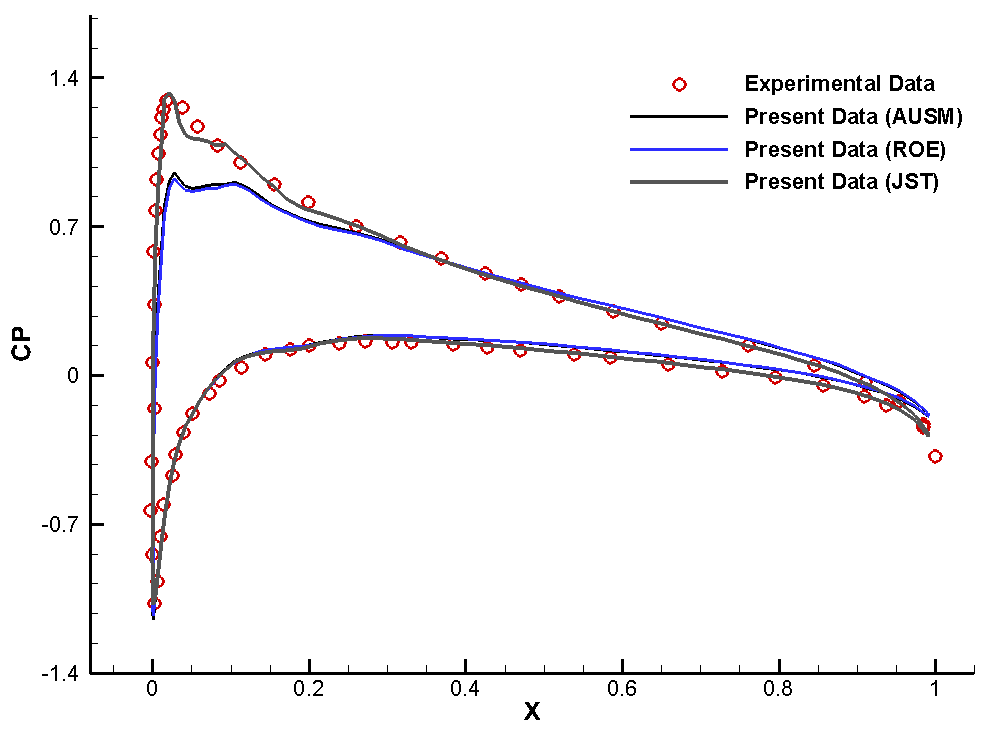 1.4
0.7
0
-0.7
-1.4
CP
0
0.2
0.4
0.6
0.8
1
X
Experimental Data
Present Data (AUSM)
Present Data (ROE)
Present Data (JST)